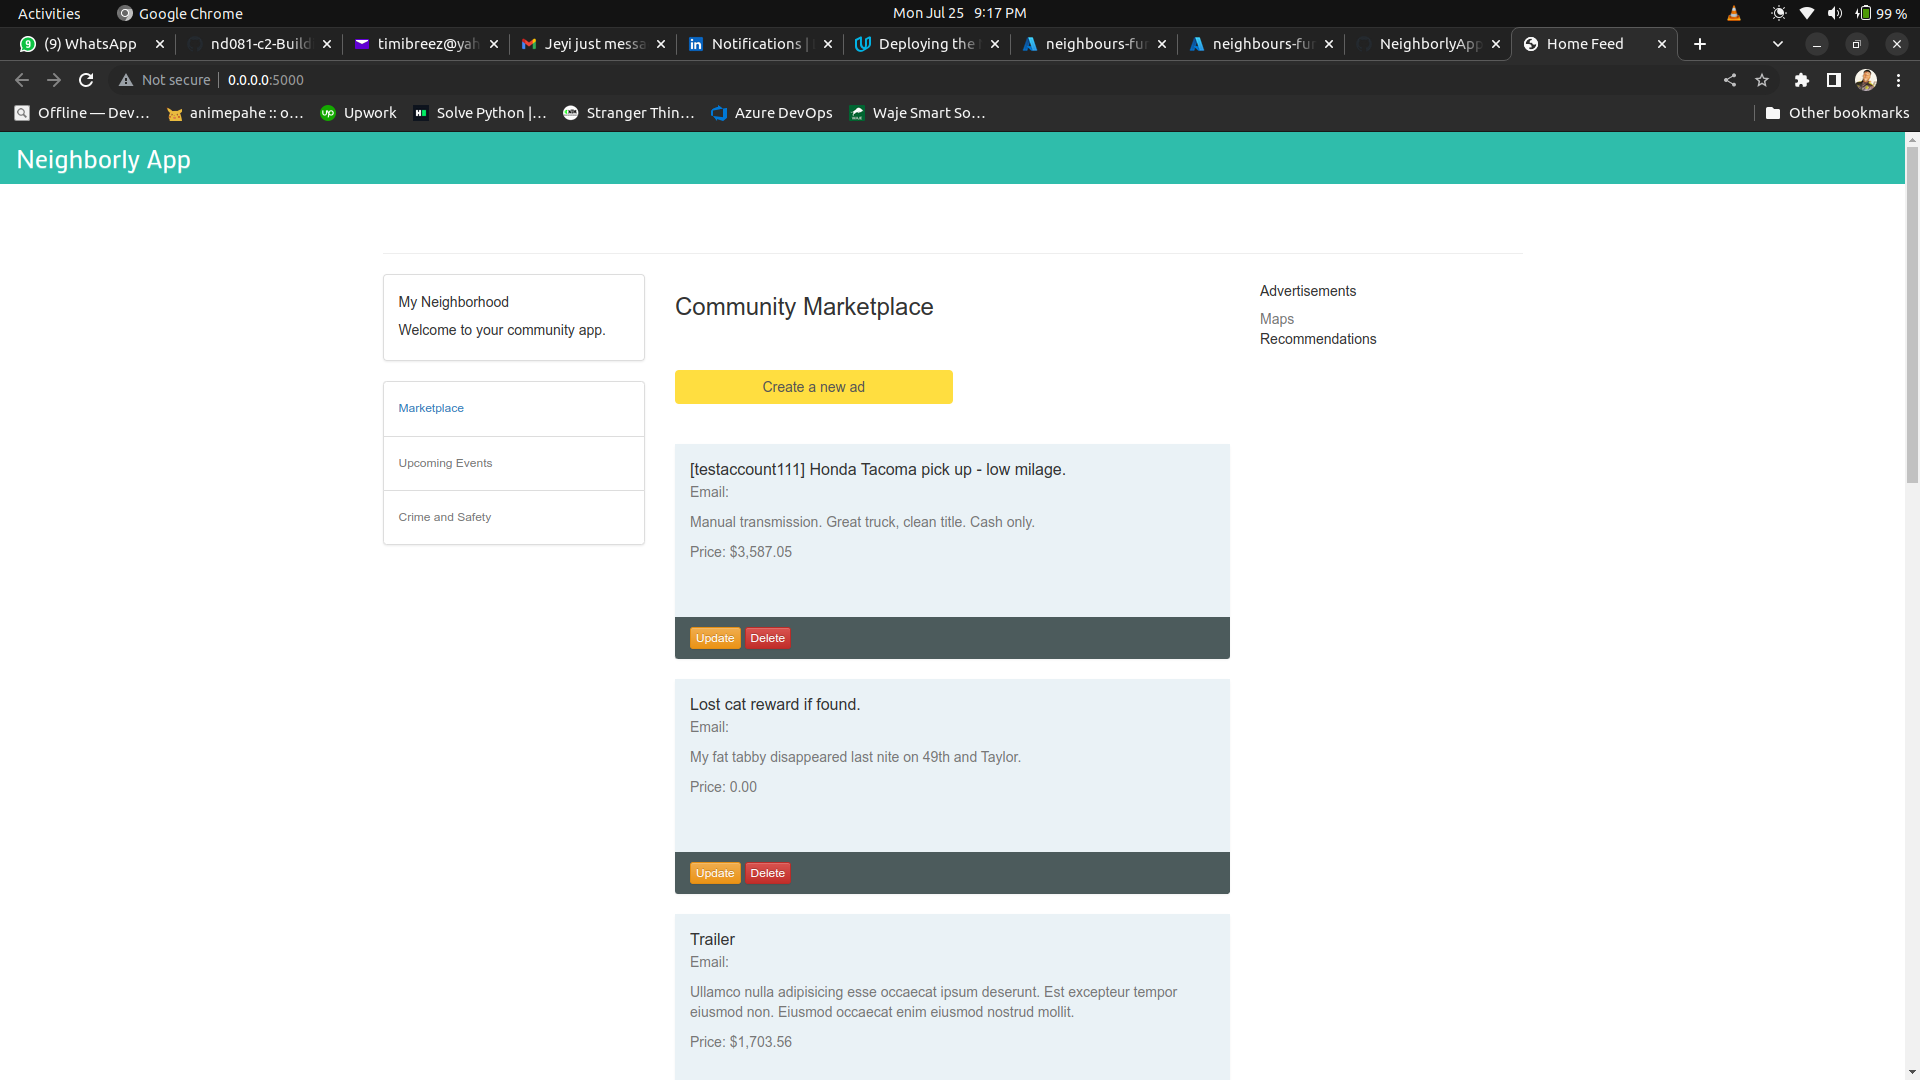 Activities
Google Chrome
Mon Jul 25 9:17 PM
99 %
(9) WhatsApp
nd081-c2-Build
timibreez@yah
Jeyi just messa
Notifications |
Deploying the
neighbours-fu
neighbours-fu
NeighborlyApp
Home Feed
Not secure
0.0.0.0:5000
Offline — Dev…
animepahe :: o…
Upwork
Solve Python |…
Stranger Thin…
Azure DevOps
Waje Smart So…
Other bookmarks
Neighborly App
My Neighborhood
Welcome to your community app.
Marketplace
Upcoming Events
Crime and Safety
Community Marketplace
Create a new ad
[testaccount111] Honda Tacoma pick up - low milage.
Email:
Manual transmission. Great truck, clean title. Cash only.
Price: $3,587.05
Update Delete
Lost cat reward if found.
Email:
My fat tabby disappeared last nite on 49th and Taylor.
Price: 0.00
Update Delete
Trailer
Email:
Ullamco nulla adipisicing esse occaecat ipsum deserunt. Est excepteur tempor
eiusmod non. Eiusmod occaecat enim eiusmod nostrud mollit.
Price: $1,703.56
Advertisements
Maps
Recommendations